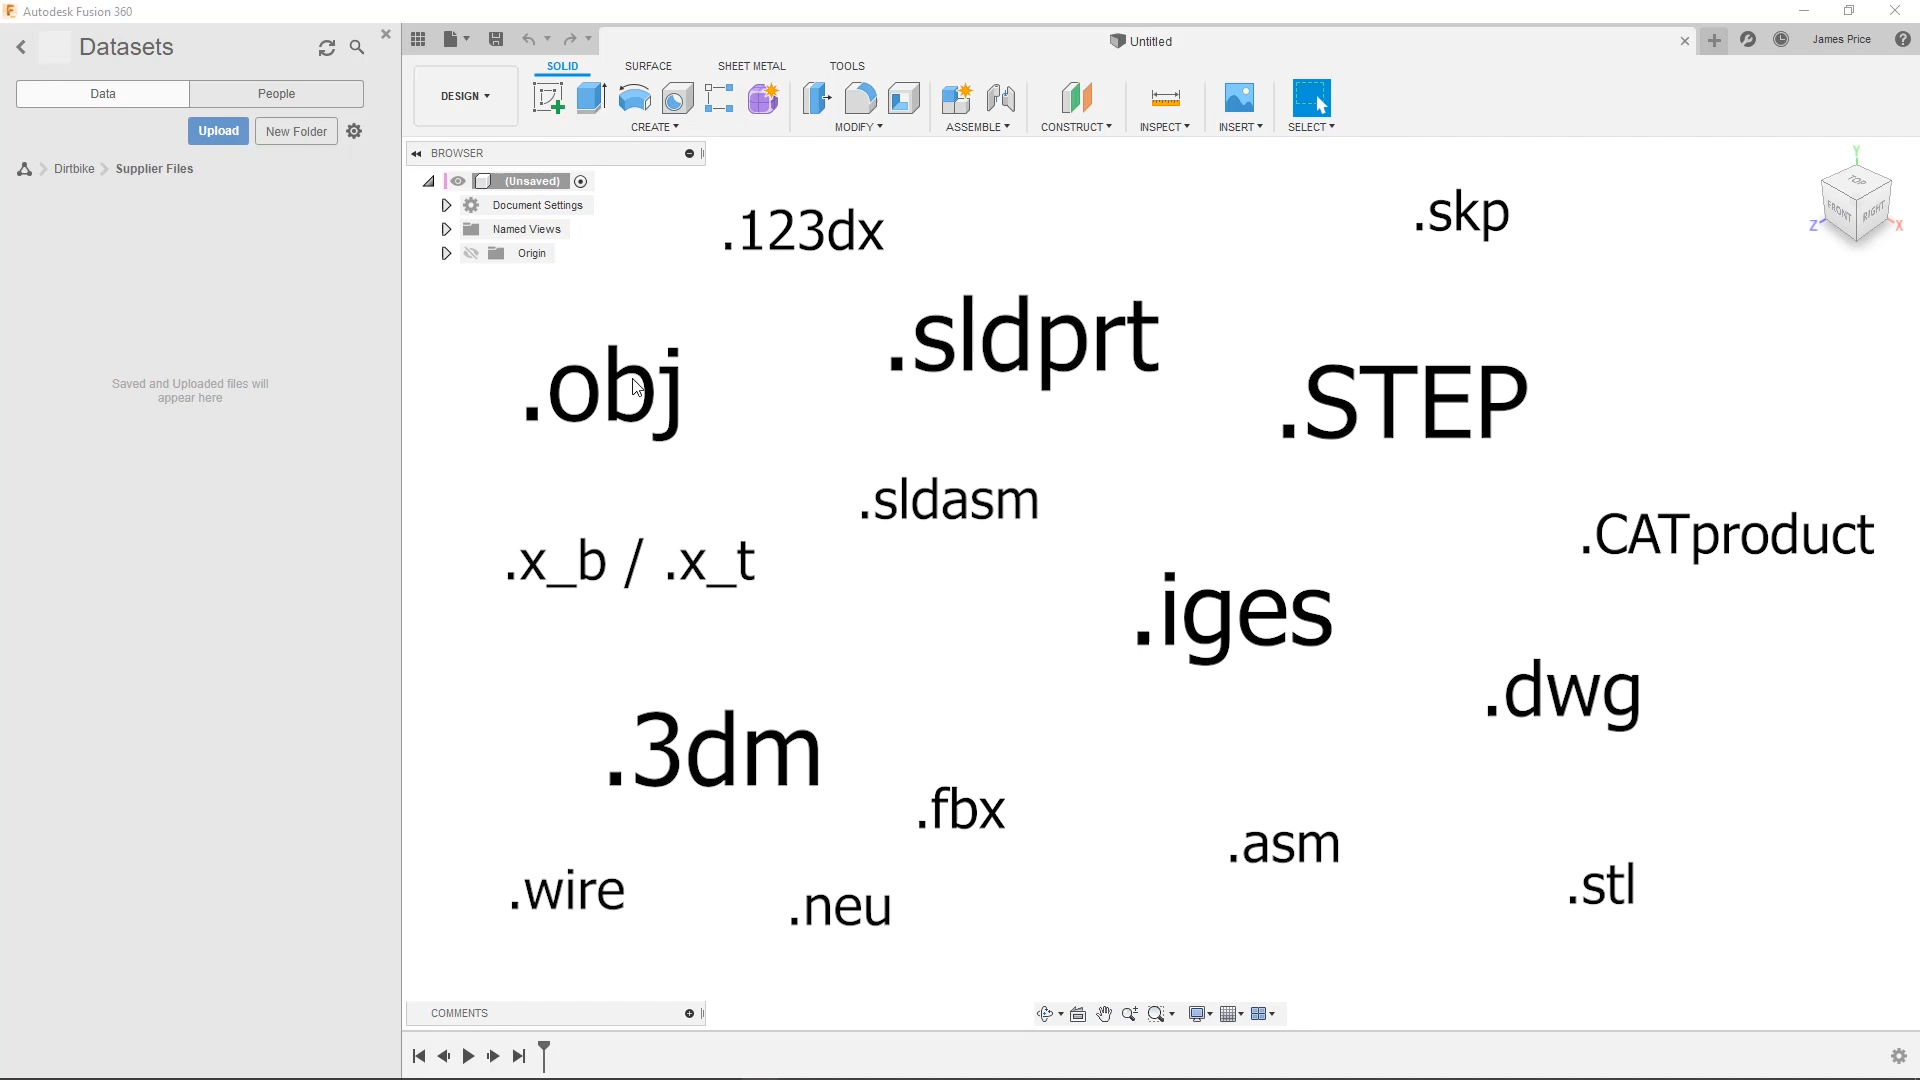 Autodesk Fusion 360
Datasets
Data
People
Upload
New Folder
Dirtbike
Supplier Files
Saved and Uploaded files will
appear here
Untitled
James Price
DESIGN
SOLID
SURFACE
SHEET METAL
TOOLS
CREATE
MODIFY
ASSEMBLE
CONSTRUCT
INSPECT
INSERT
SELECT
BROWSER
(Unsaved)
Document Settings
Named Views
Origin
TOP
FRONT
RIGHT
Y
Z
X
.123dx
.skp
.sldprt
.obj
.STEP
.sldasm
.CATproduct
.x_b / .x_t
.iges
.dwg
.3dm
.fbx
.asm
.wire
.neu
.stl
COMMENTS